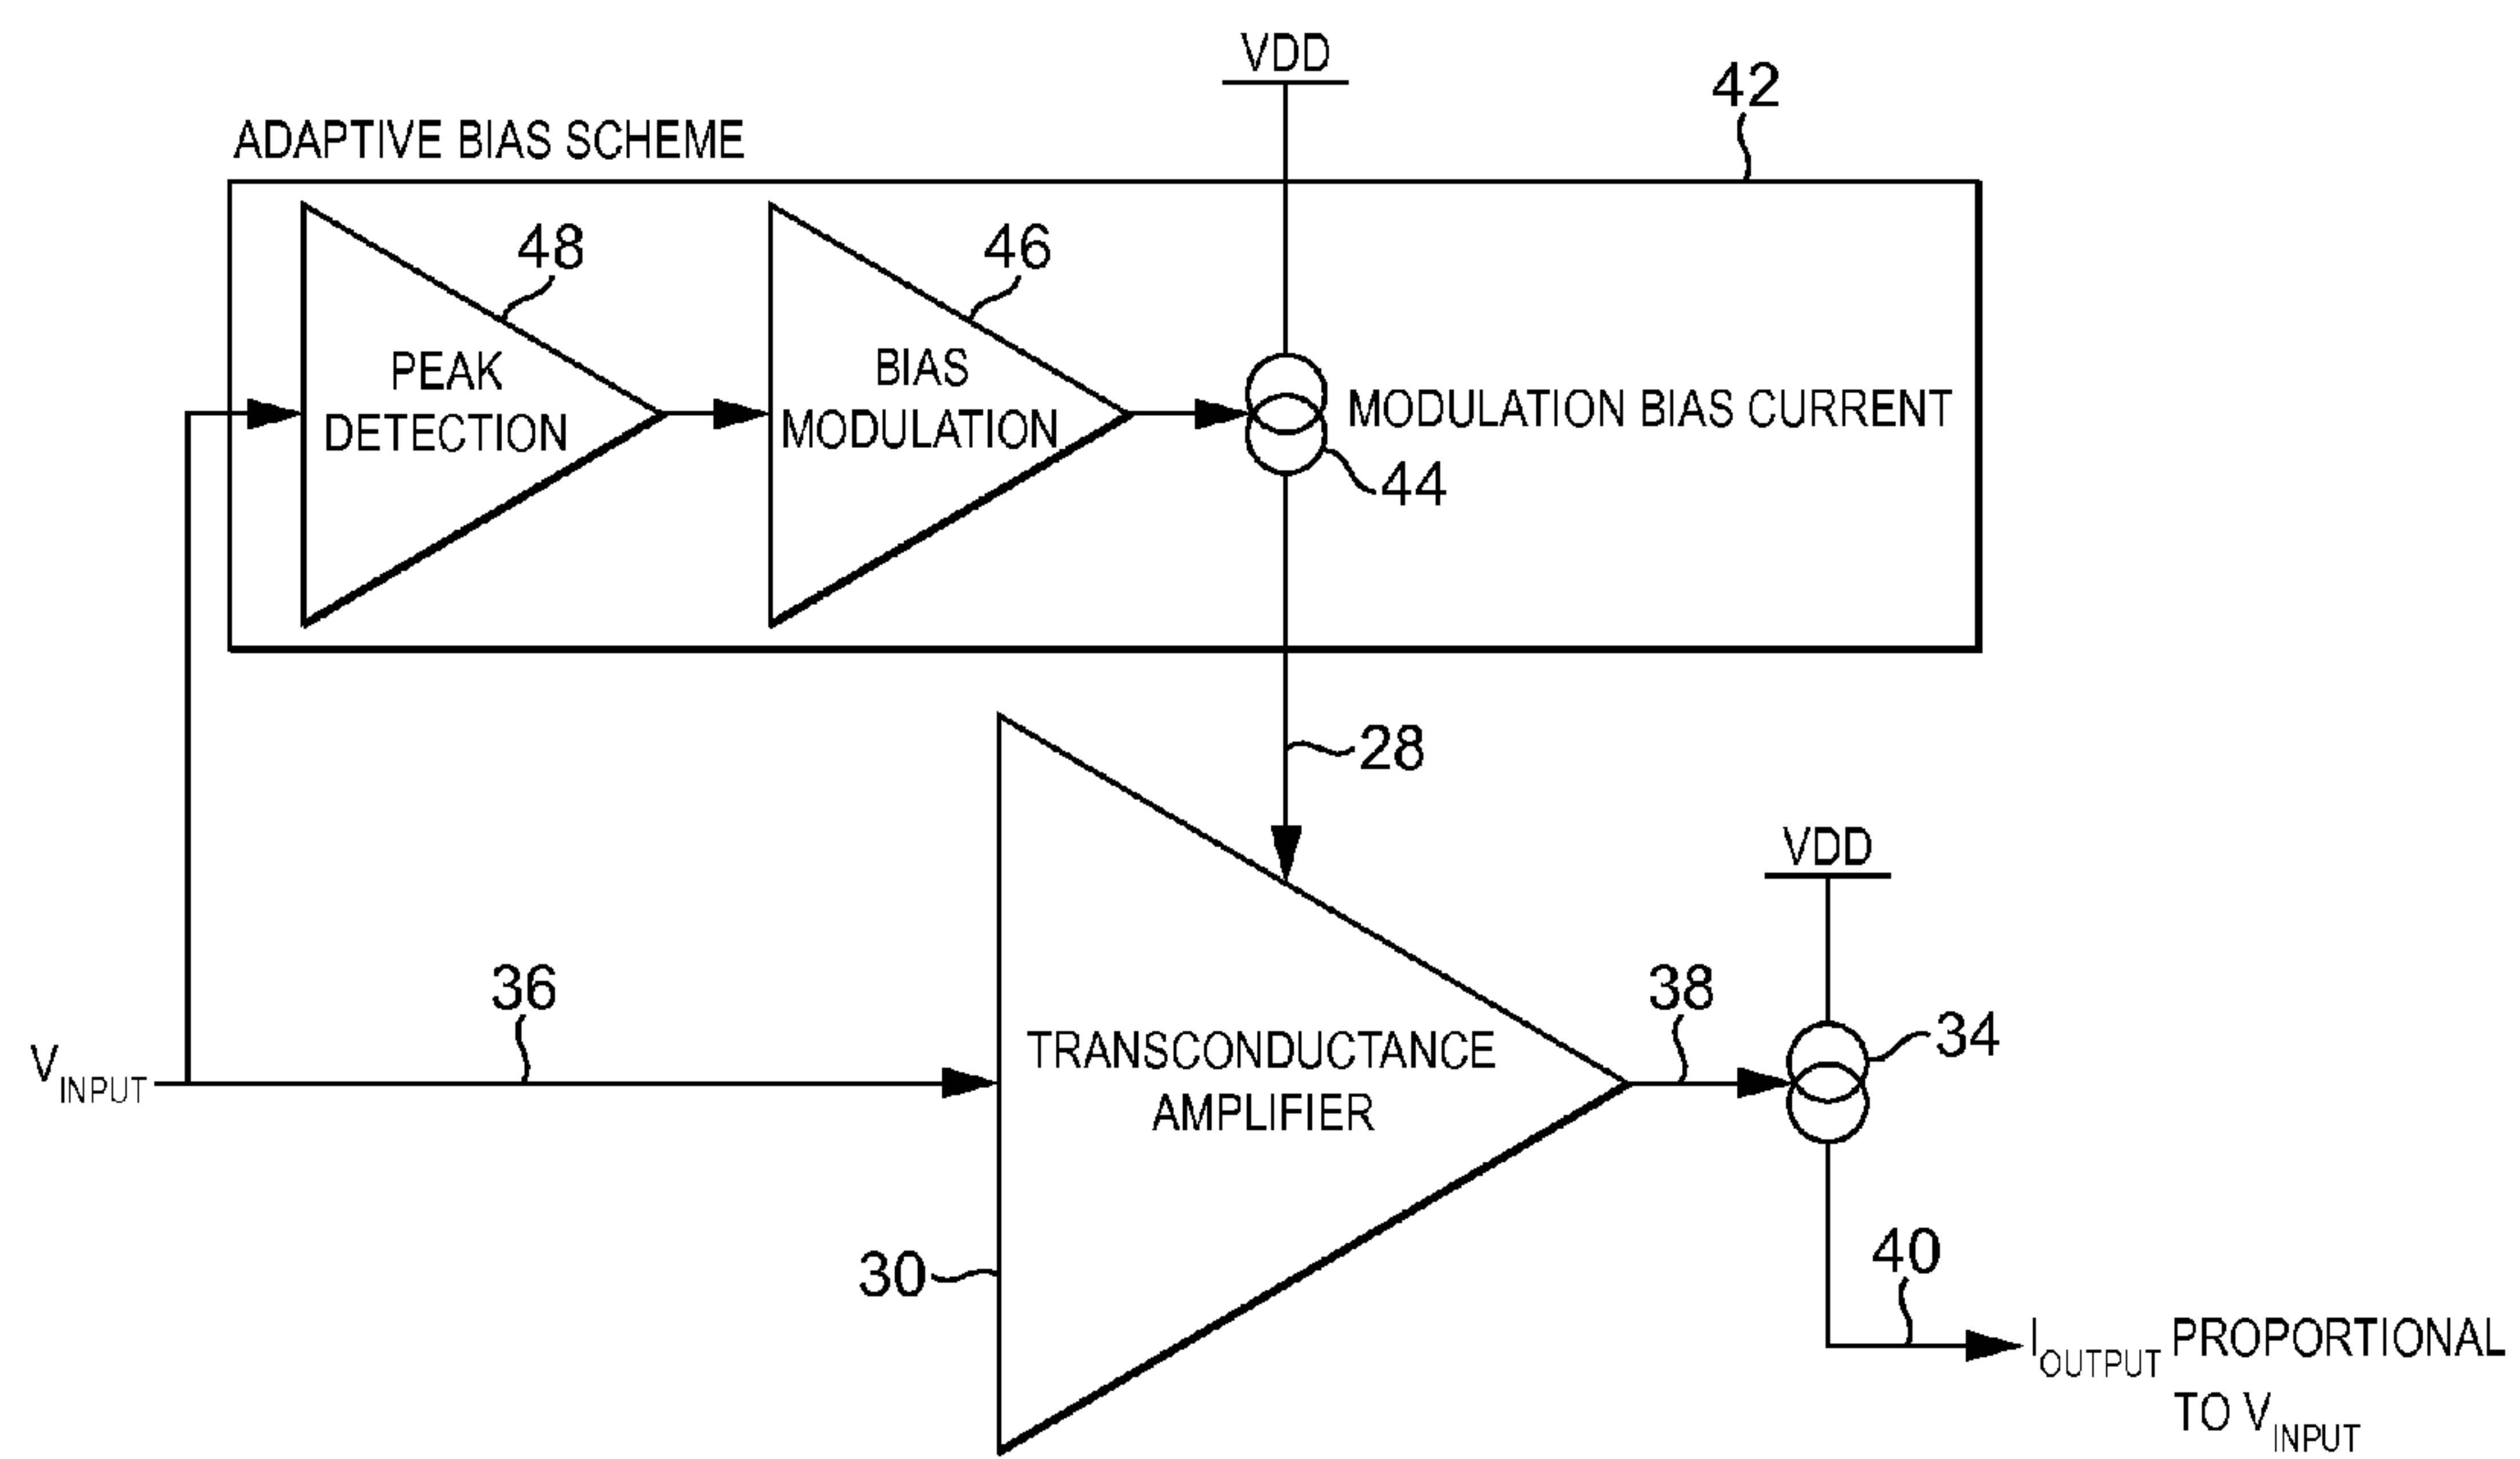 VDD
42
ADAPTIVE BIAS SCHEME
48
46
PEAK
DETECTION
BIAS
MODULATION
MODULATION BIAS CURRENT
44
28
VDD
36
38
34
VINPUT
TRANSCONDUCTANCE
AMPLIFIER
30
40
IOUTPUT PROPORTIONAL
TO VINPUT